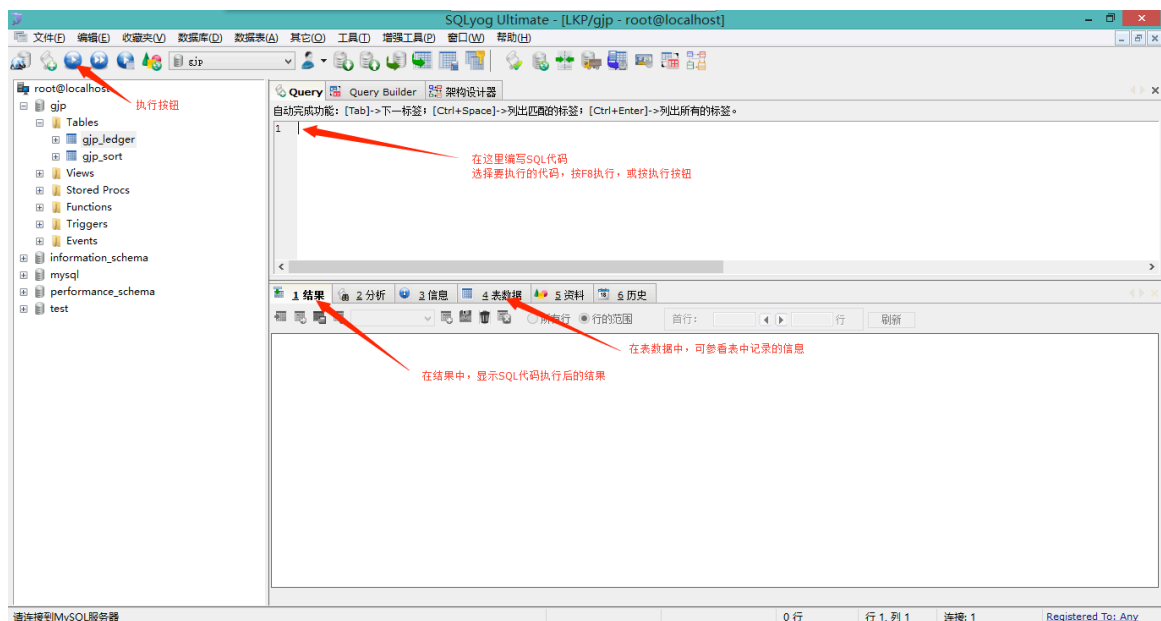 SQLyog Ultimate - [LKP/gjp - root@localhost]
文件(F) 编辑(E) 收藏夹(V) 数据库(D) 数据表(A) 其它(O) 工具(T) 增强工具(P) 窗口(W) 帮助(H)
gjp
root@localhost
执行按钮
gjp
Tables
gjp_ledger
gjp_sort
Views
Stored Procs
Functions
Triggers
Events
information_schema
mysql
performance_schema
test
Query Query Builder 架构设计器
自动完成功能: [Tab]->下一标签; [Ctrl+Space]->列出匹配的标签; [Ctrl+Enter]->列出所有的标签。
1
在这里编写SQL代码
选择要执行的代码，按F8执行，或按执行按钮
1 结果 2 分析 3 信息 4 表数据 5 资料 6 历史
所有行 行的范围 首行: 行 刷新
在表数据中，可参看表中记录的信息
在结果中，显示SQL代码执行后的结果
请连接到MySQL服务器 0 行 行 1, 列 1 连接: 1 Registered To: Any